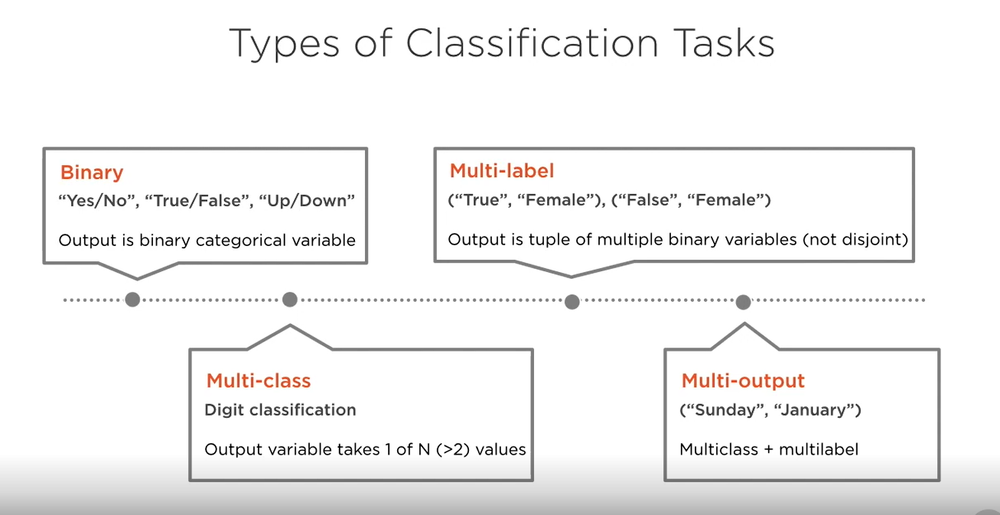 Types of Classification Tasks
Binary
“Yes/No”, “True/False”, “Up/Down”
Output is binary categorical variable
Multi-label
(“True”, “Female”), (“False”, “Female”)
Output is tuple of multiple binary variables (not disjoint)
Multi-class
Digit classification
Output variable takes 1 of N (>2) values
Multi-output
(“Sunday”, “January”)
Multiclass + multilabel